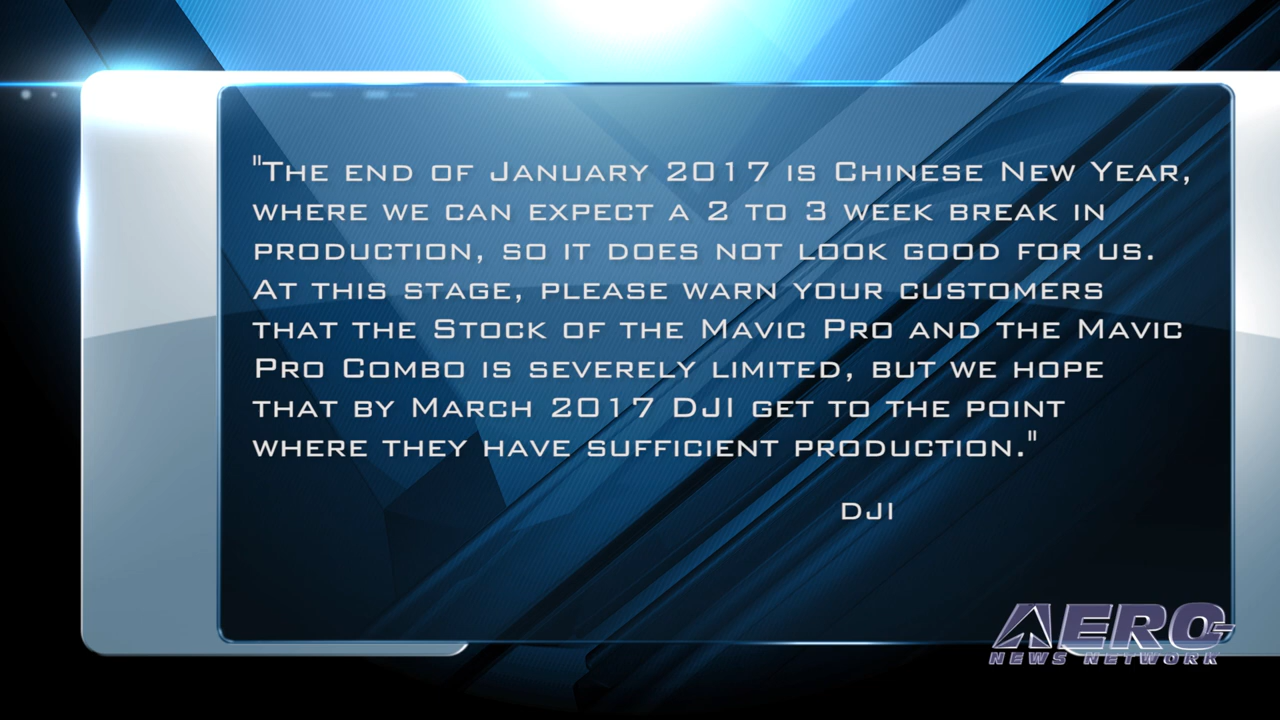 "The end of January 2017 is Chinese New Year,
where we can expect a 2 to 3 week break in
production, so it does not look good for us.
At this stage, please warn your customers
that the Stock of the Mavic Pro and the Mavic
Pro Combo is severely limited, but we hope
that by March 2017 DJI get to the point
where they have sufficient production."
DJI
AERO
NEWS NETWORK